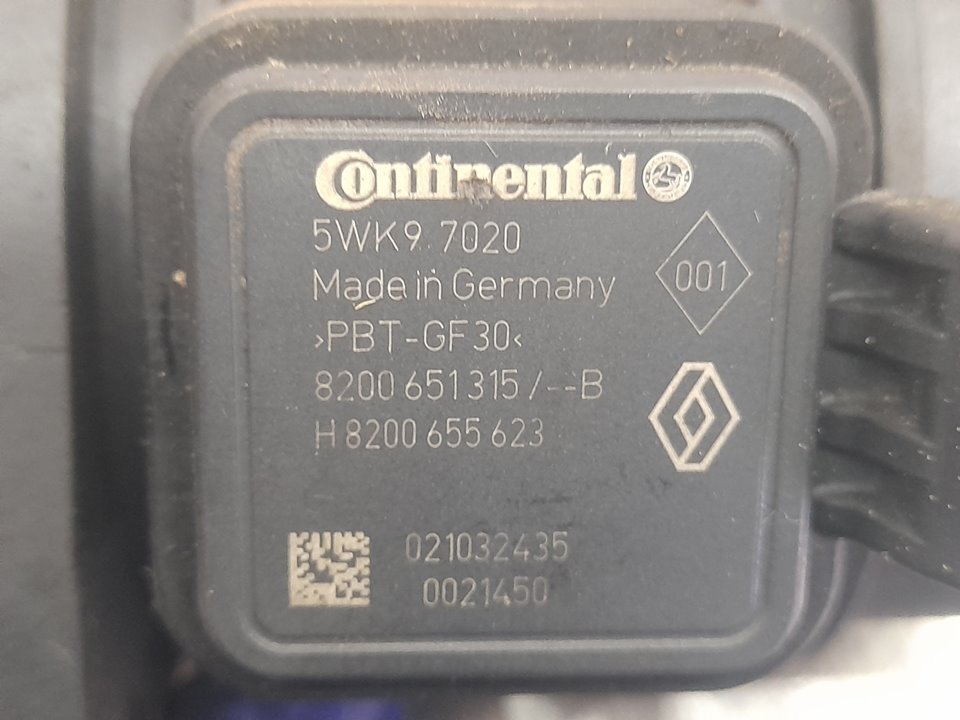 Continental
5WK9 7020
Made in Germany
001
>PBT-GF30<
8200 651 315 /--B
H 8200 655 623
021032435
0021450